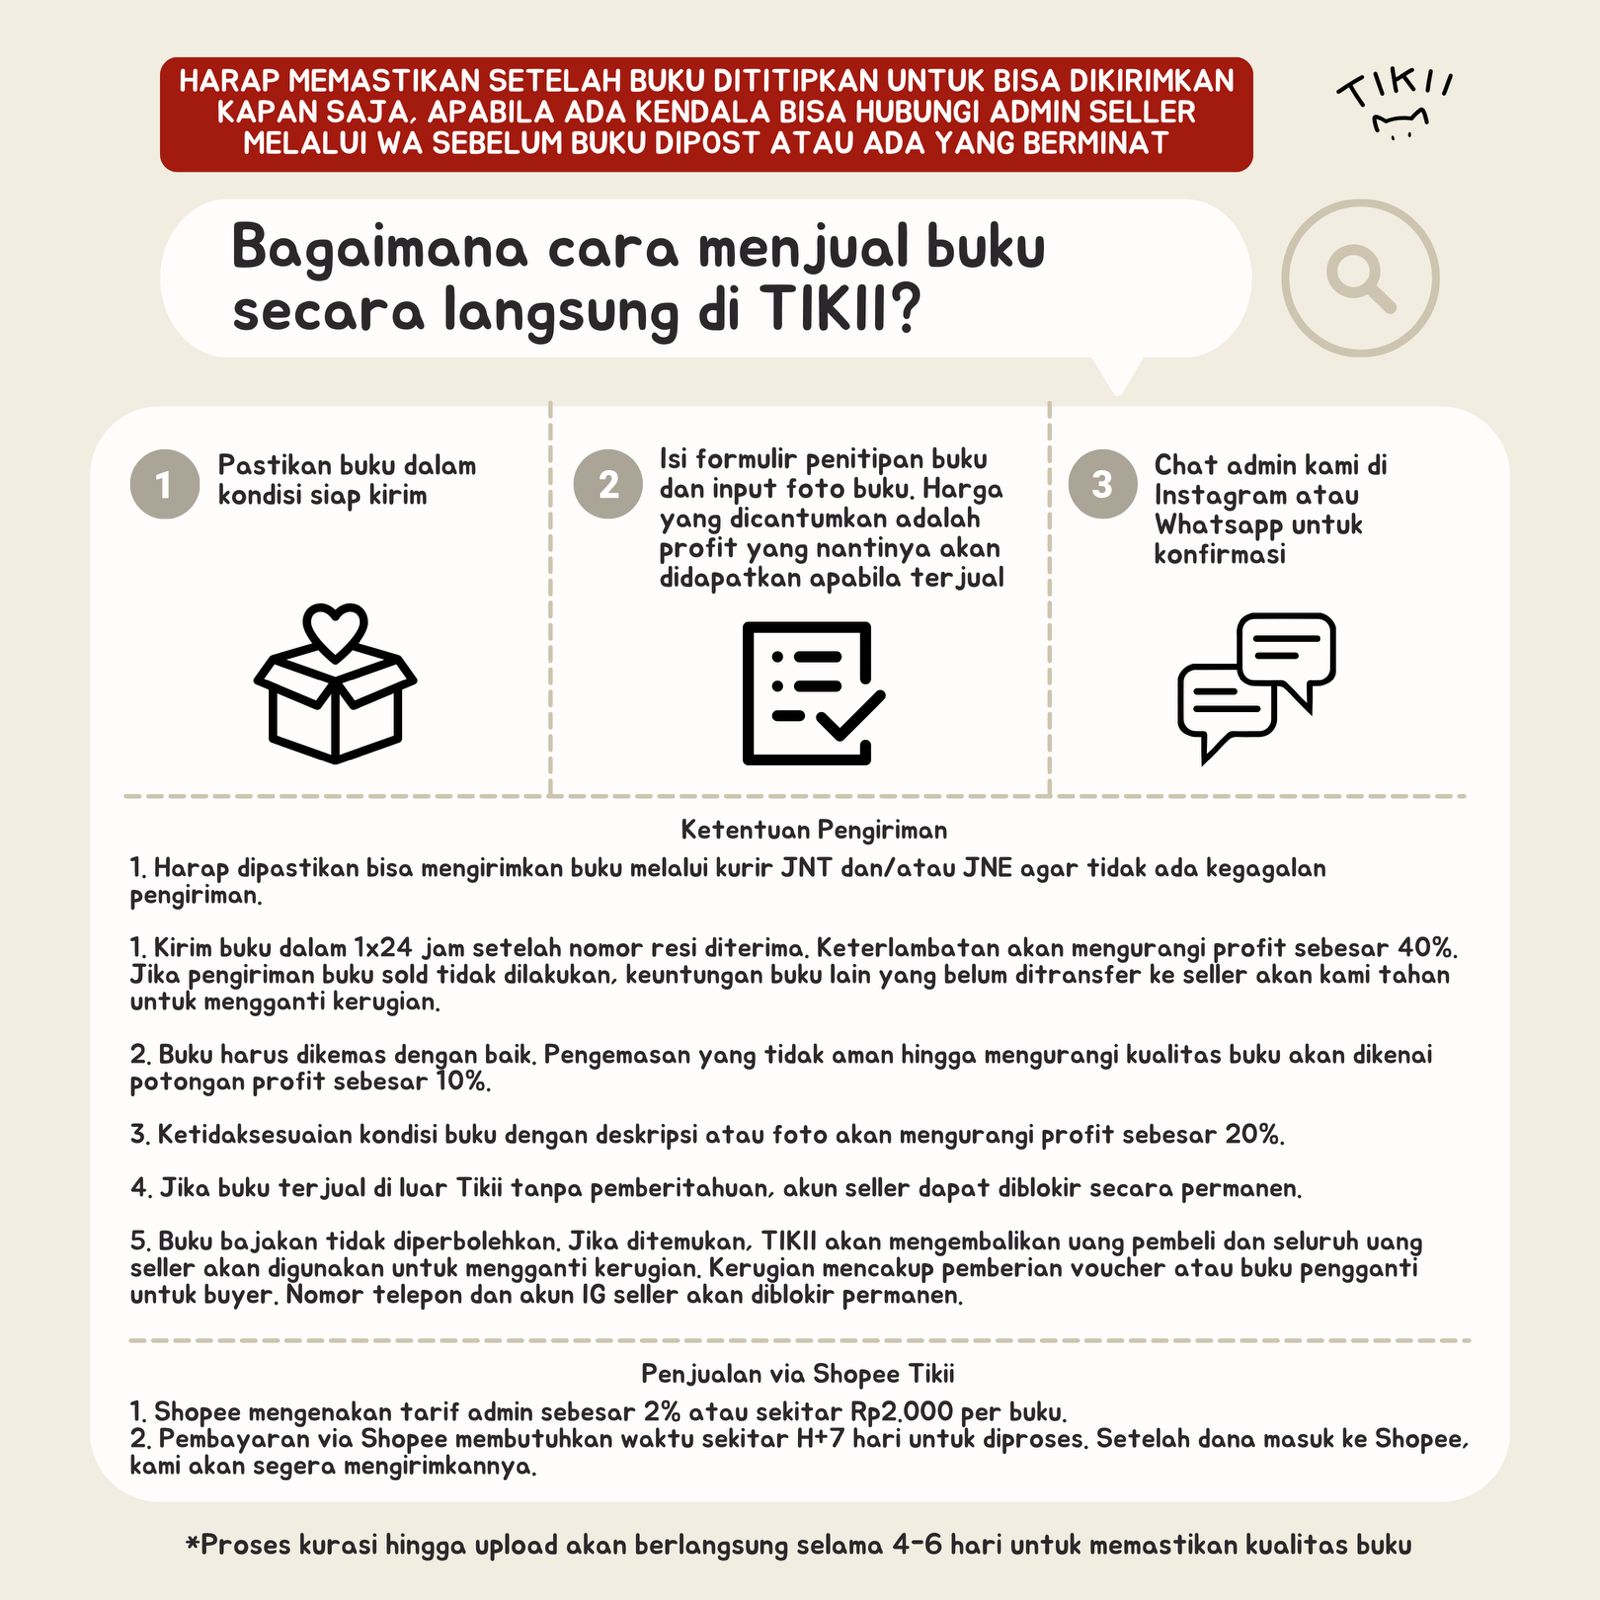 HARAP MEMASTIKAN SETELAH BUKU DITITIPKAN UNTUK BISA DIKIRIMKAN
KAPAN SAJA, APABILA ADA KENDALA BISA HUBUNGI ADMIN SELLER
MELALUI WA SEBELUM BUKU DIPOST ATAU ADA YANG BERMINAT
TIKII
Bagaimana cara menjual buku
secara langsung di TIKII?
1
Pastikan buku dalam
kondisi siap kirim
2
Isi formulir penitipan buku
dan input foto buku. Harga
yang dicantumkan adalah
profit yang nantinya akan
didapatkan apabila terjual
3
Chat admin kami di
Instagram atau
Whatsapp untuk
konfirmasi
Ketentuan Pengiriman
1. Harap dipastikan bisa mengirimkan buku melalui kurir JNT dan/atau JNE agar tidak ada kegagalan
pengiriman.
1. Kirim buku dalam 1x24 jam setelah nomor resi diterima. Keterlambatan akan mengurangi profit sebesar 40%.
Jika pengiriman buku sold tidak dilakukan, keuntungan buku lain yang belum ditransfer ke seller akan kami tahan
untuk mengganti kerugian.
2. Buku harus dikemas dengan baik. Pengemasan yang tidak aman hingga mengurangi kualitas buku akan dikenai
potongan profit sebesar 10%.
3. Ketidaksesuaian kondisi buku dengan deskripsi atau foto akan mengurangi profit sebesar 20%.
4. Jika buku terjual di luar Tikii tanpa pemberitahuan, akun seller dapat diblokir secara permanen.
5. Buku bajakan tidak diperbolehkan. Jika ditemukan, TIKII akan mengembalikan uang pembeli dan seluruh uang
seller akan digunakan untuk mengganti kerugian. Kerugian mencakup pemberian voucher atau buku pengganti
untuk buyer. Nomor telepon dan akun IG seller akan diblokir permanen.
Penjualan via Shopee Tikii
1. Shopee mengenakan tarif admin sebesar 2% atau sekitar Rp2.000 per buku.
2. Pembayaran via Shopee membutuhkan waktu sekitar H+7 hari untuk diproses. Setelah dana masuk ke Shopee,
kami akan segera mengirimkannya.
*Proses kurasi hingga upload akan berlangsung selama 4-6 hari untuk memastikan kualitas buku